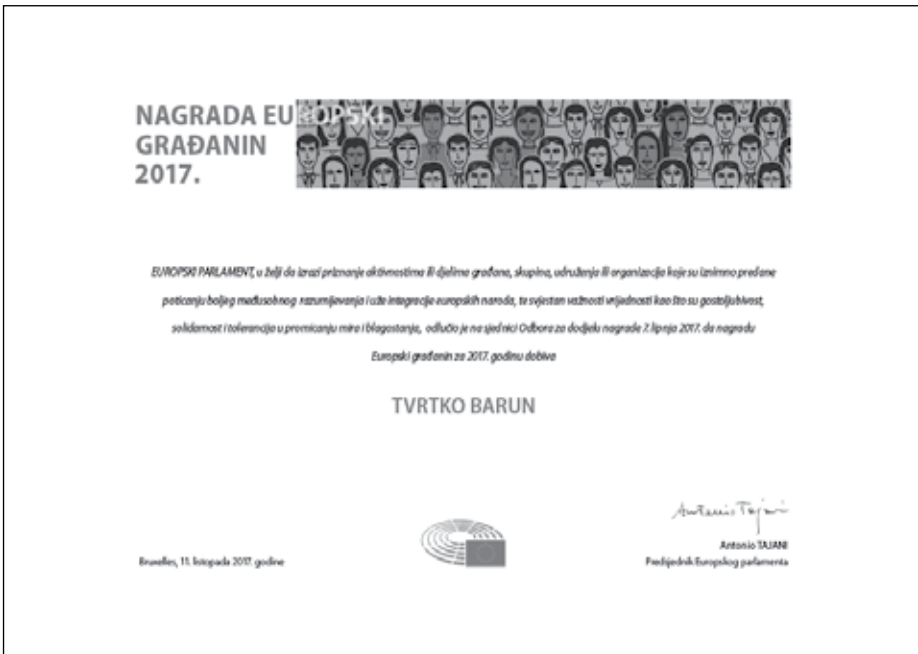 NAGRADA EUROPSKI
GRAĐANIN
2017.
EUROPSKI PARLAMENT, u želji da izrazi priznanje aktivnostima ili djelima građana, skupina, udruženja ili organizacija koje su iznimno predane
poticanju boljeg međusobnog razumijevanja i uže integracije europskih naroda, te svjestan važnosti vrijednosti kao što su gostoljubivost,
solidarnost i tolerancija u promicanju mira i blagostanja, odlučio je na sjednici Odbora za dodjelu nagrade 7. lipnja 2017. da nagradu
Europski građanin za 2017. godinu dobiva
TVRTKO BARUN
Antonio Tajani
Antonio TAJANI
Bruxelles, 11. listopada 2017. godine
Predsjednik Europskog parlamenta